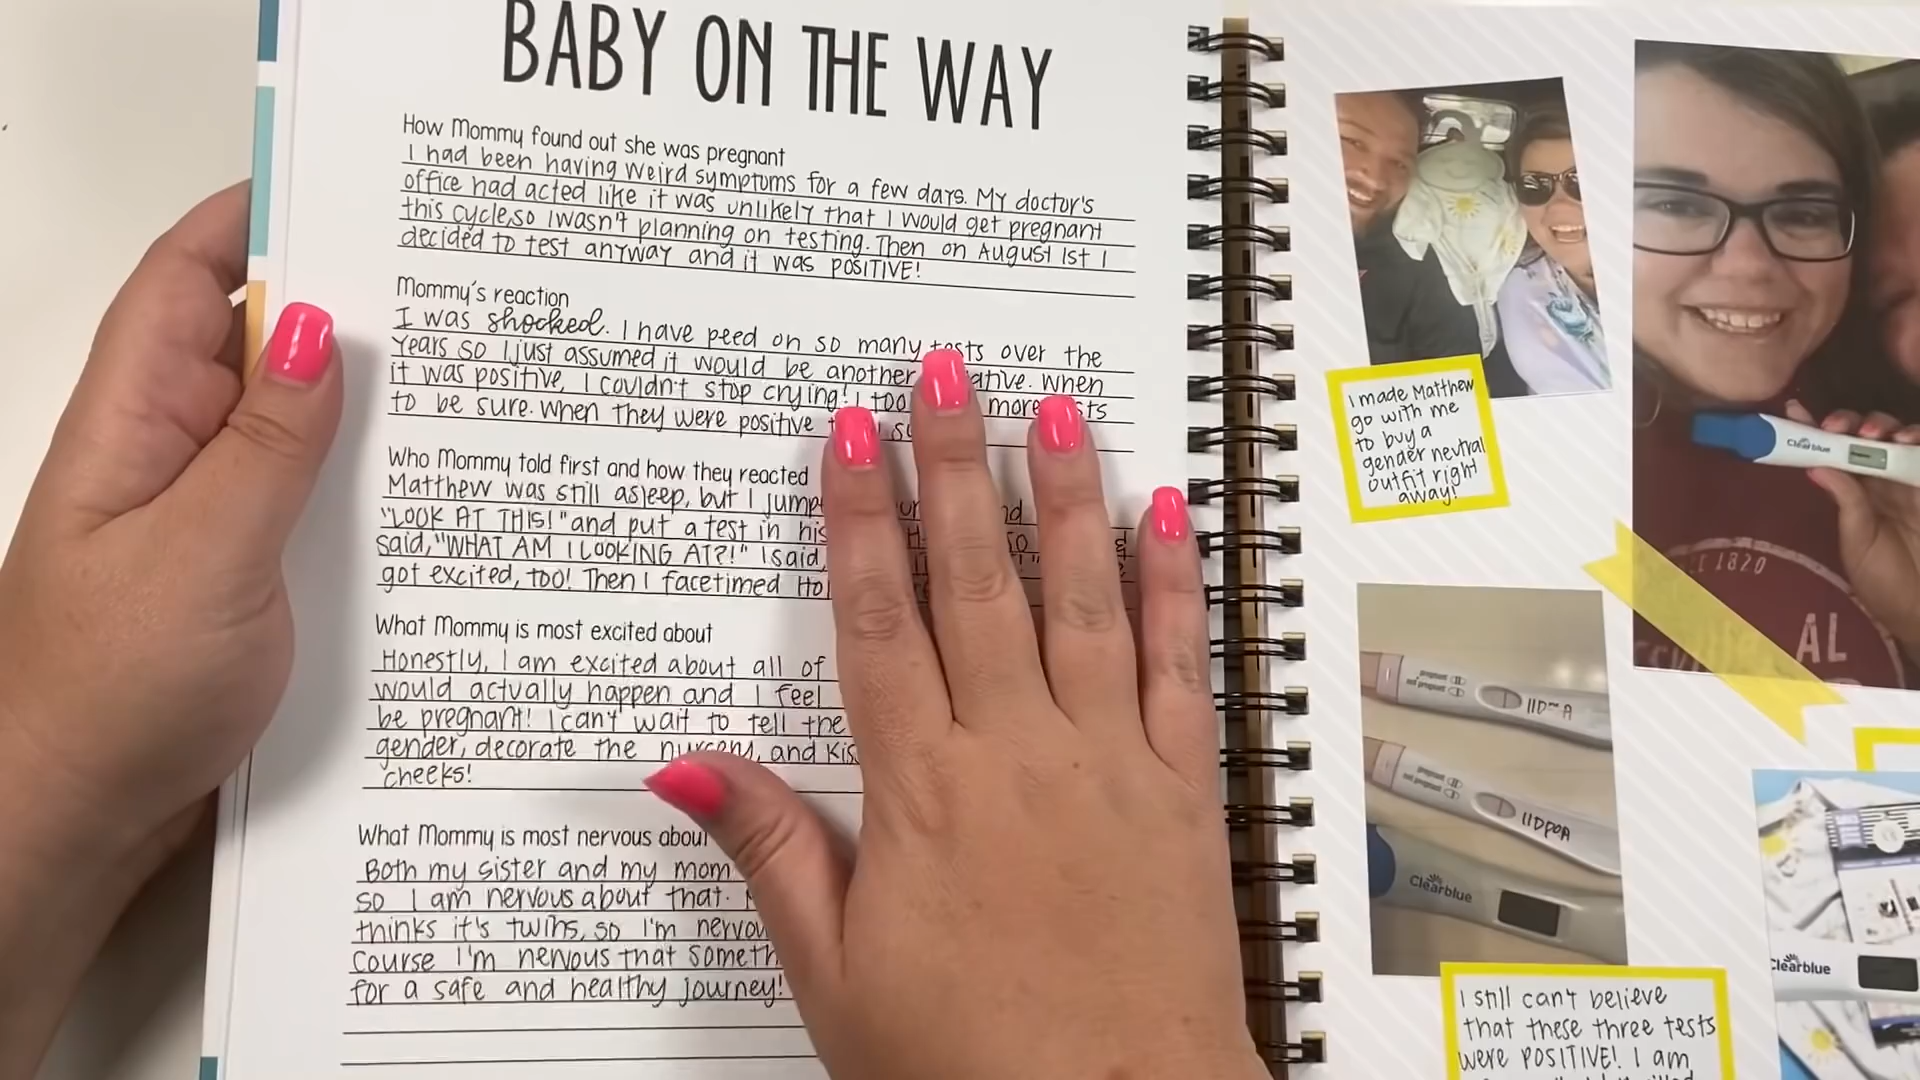 BABY ON THE WAY
How Mommy found out she was pregnant
I had been having weird symptoms for a few days. My doctor's
office had acted like it was unlikely that I would get pregnant
this cycle, so I wasn't planning on testing. Then on August 1st I
decided to test anyway and it was POSITIVE!
Mommy's reaction
I was shocked. I have peed on so many tests over the
years so I just assumed it would be another
it was positive, I couldn't stop crying! I more
to be sure. When they were positive
Who Mommy told first and how they reacted
Matthew was still asleep, but I
"LOOK AT THIS!" and put a test in his
said, "WHAT AM I LOOKING AT?!" I said,
got excited, too! Then I facetimed
What Mommy is most excited about
Honestly, I am excited about all of
would actually happen and I feel
be pregnant! I can't wait to tell the
gender, decorate the nursery, and
cheeks!
What Mommy is most nervous about
Both my sister and my mom
so I am nervous about that.
thinks it's twins, so I'm
course I'm nervous that
for a safe and healthy journey!
I made Matthew
go with me
to buy a
gender neutral
outfit right
away!
Clearblue
1820
AL
pregnant
not pregnant
11DPO A
pregnant
not pregnant
11DPO A
Clearblue
Clearblue
I still can't believe
that these three tests
were POSITIVE! I am